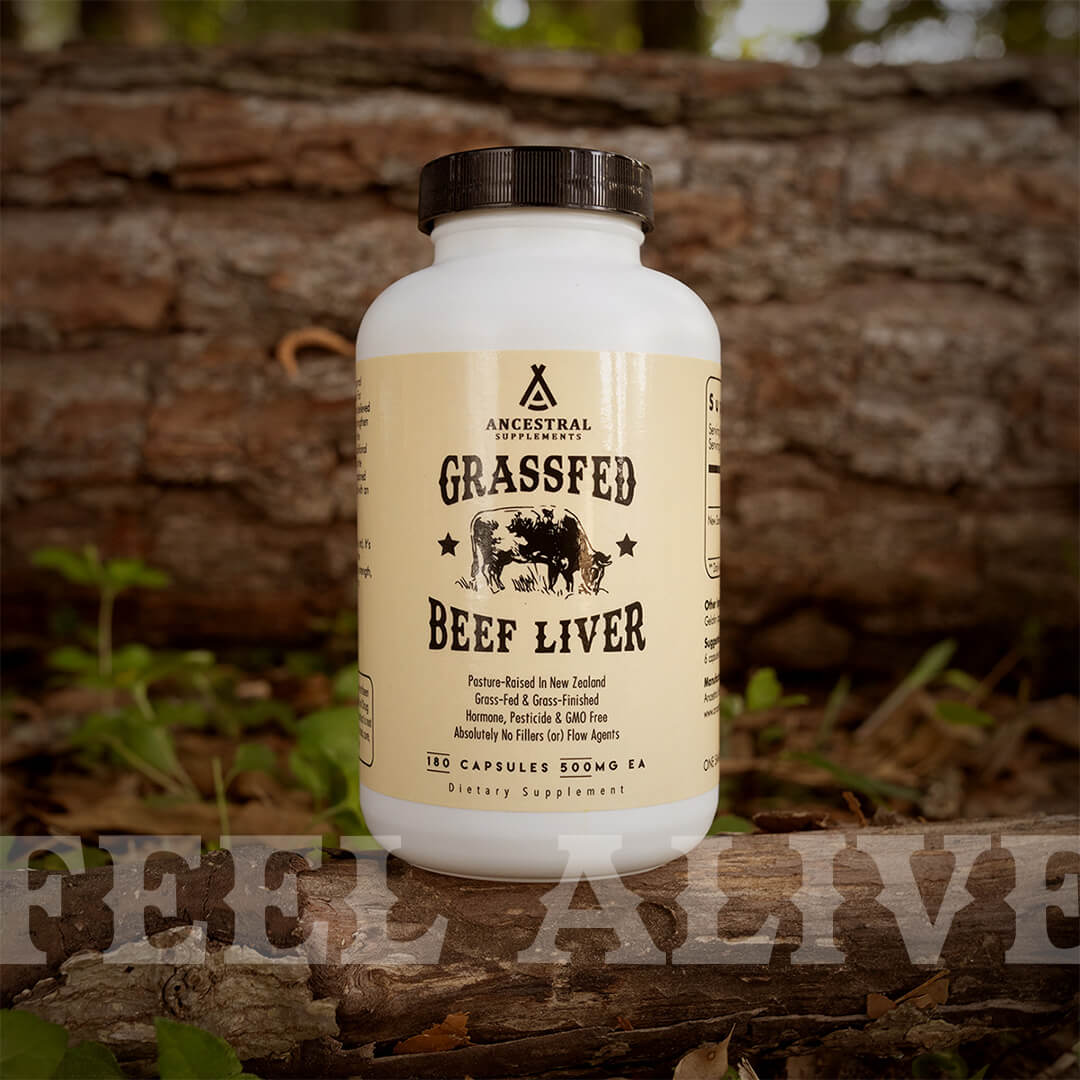 ANCESTRAL
SUPPLEMENTS
GRASSFED
BEEF LIVER
Pasture-Raised In New Zealand
Grass-Fed & Grass-Finished
Hormone, Pesticide & GMO Free
Absolutely No Fillers (or) Flow Agents
180 CAPSULES 500MG EA
Dietary Supplement
FEEL ALIVE